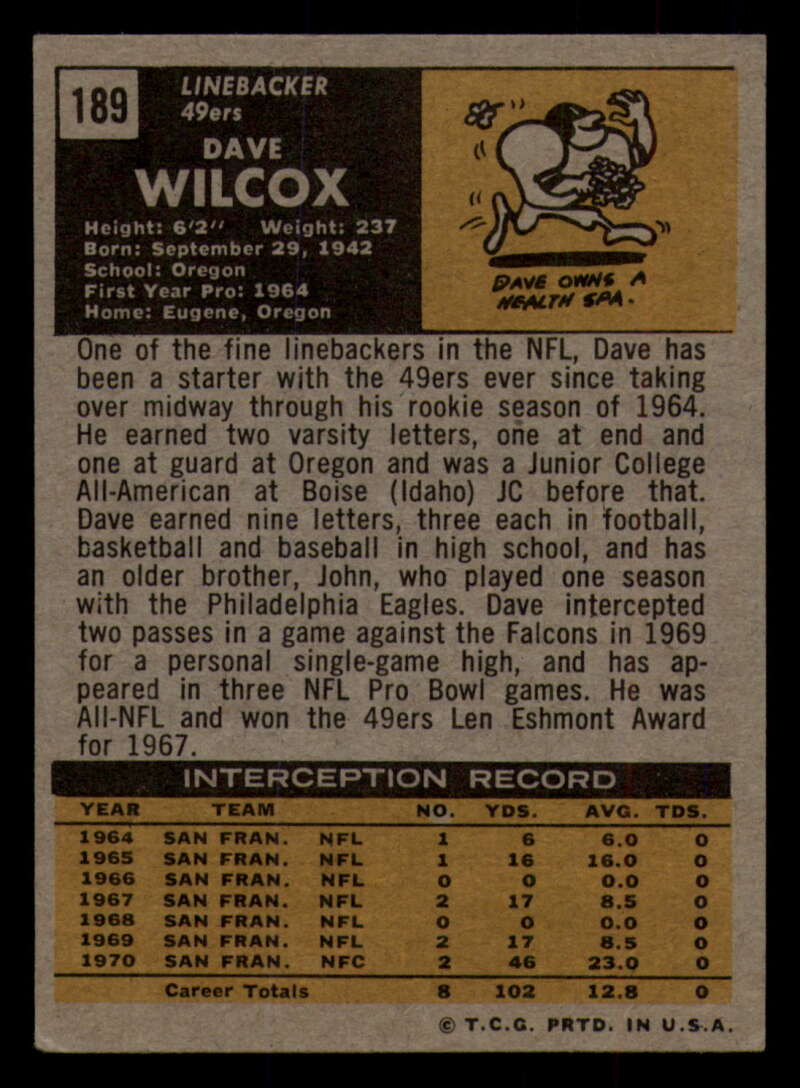 189
LINEBACKER
49ers
DAVE
WILCOX
Height: 6'2" Weight: 237
Born: September 29, 1942
School: Oregon
First Year Pro: 1964
Home: Eugene, Oregon
DAVE OWNS A
HEALTH SPA.
One of the fine linebackers in the NFL, Dave has
been a starter with the 49ers ever since taking
over midway through his rookie season of 1964.
He earned two varsity letters, one at end and
one at guard at Oregon and was a Junior College
All-American at Boise (Idaho) JC before that.
Dave earned nine letters, three each in football,
basketball and baseball in high school, and has
an older brother, John, who played one season
with the Philadelphia Eagles. Dave intercepted
two passes in a game against the Falcons in 1969
for a personal single-game high, and has ap-
peared in three NFL Pro Bowl games. He was
All-NFL and won the 49ers Len Eshmont Award
for 1967.
INTERCEPTION RECORD
YEAR TEAM NO. YDS. AVG. TDS.
1964 SAN FRAN. NFL 1 6 6.0 0
1965 SAN FRAN. NFL 1 16 16.0 0
1966 SAN FRAN. NFL 0 0 0.0 0
1967 SAN FRAN. NFL 2 17 8.5 0
1968 SAN FRAN. NFL 0 0 0.0 0
1969 SAN FRAN. NFL 2 17 8.5 0
1970 SAN FRAN. NFC 2 46 23.0 0
Career Totals 8 102 12.8 0
© T.C.G. PRTD. IN U.S.A.